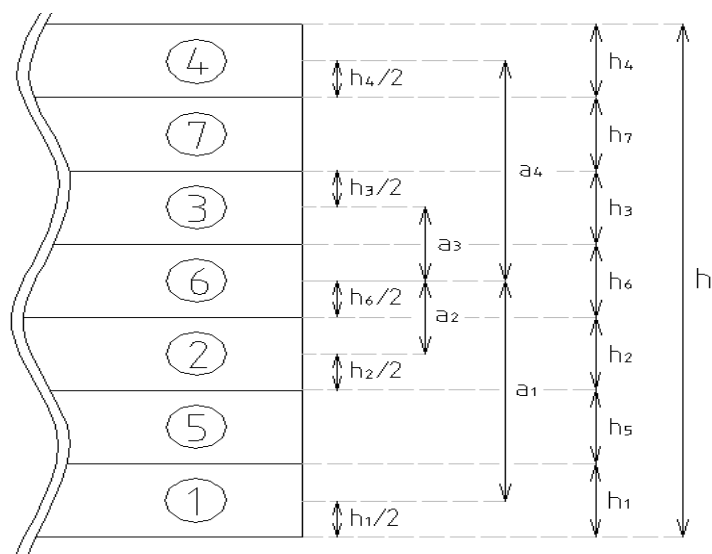 ④
h₄/2
h₄
⑦
a₄
h₇
③
h₃/2
h₃
a₃
⑥
h₆/2
h₆
h
a₂
②
h₂/2
h₂
a₁
⑤
h₅
①
h₁/2
h₁